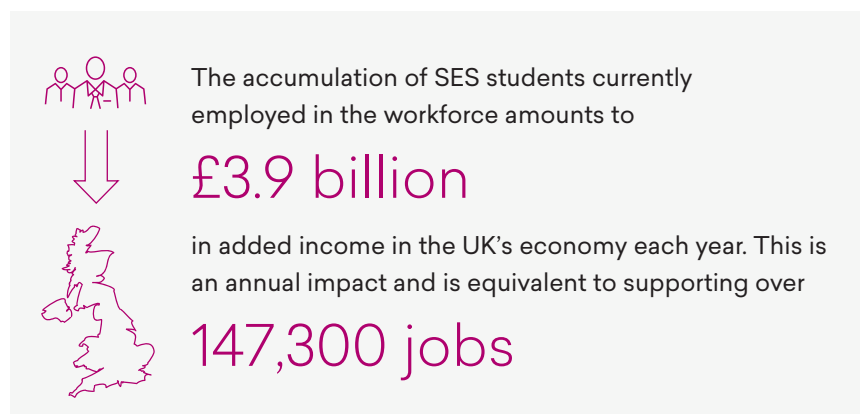 The accumulation of SES students currently
employed in the workforce amounts to
£3.9 billion
in added income in the UK’s economy each year. This is
an annual impact and is equivalent to supporting over
147,300 jobs